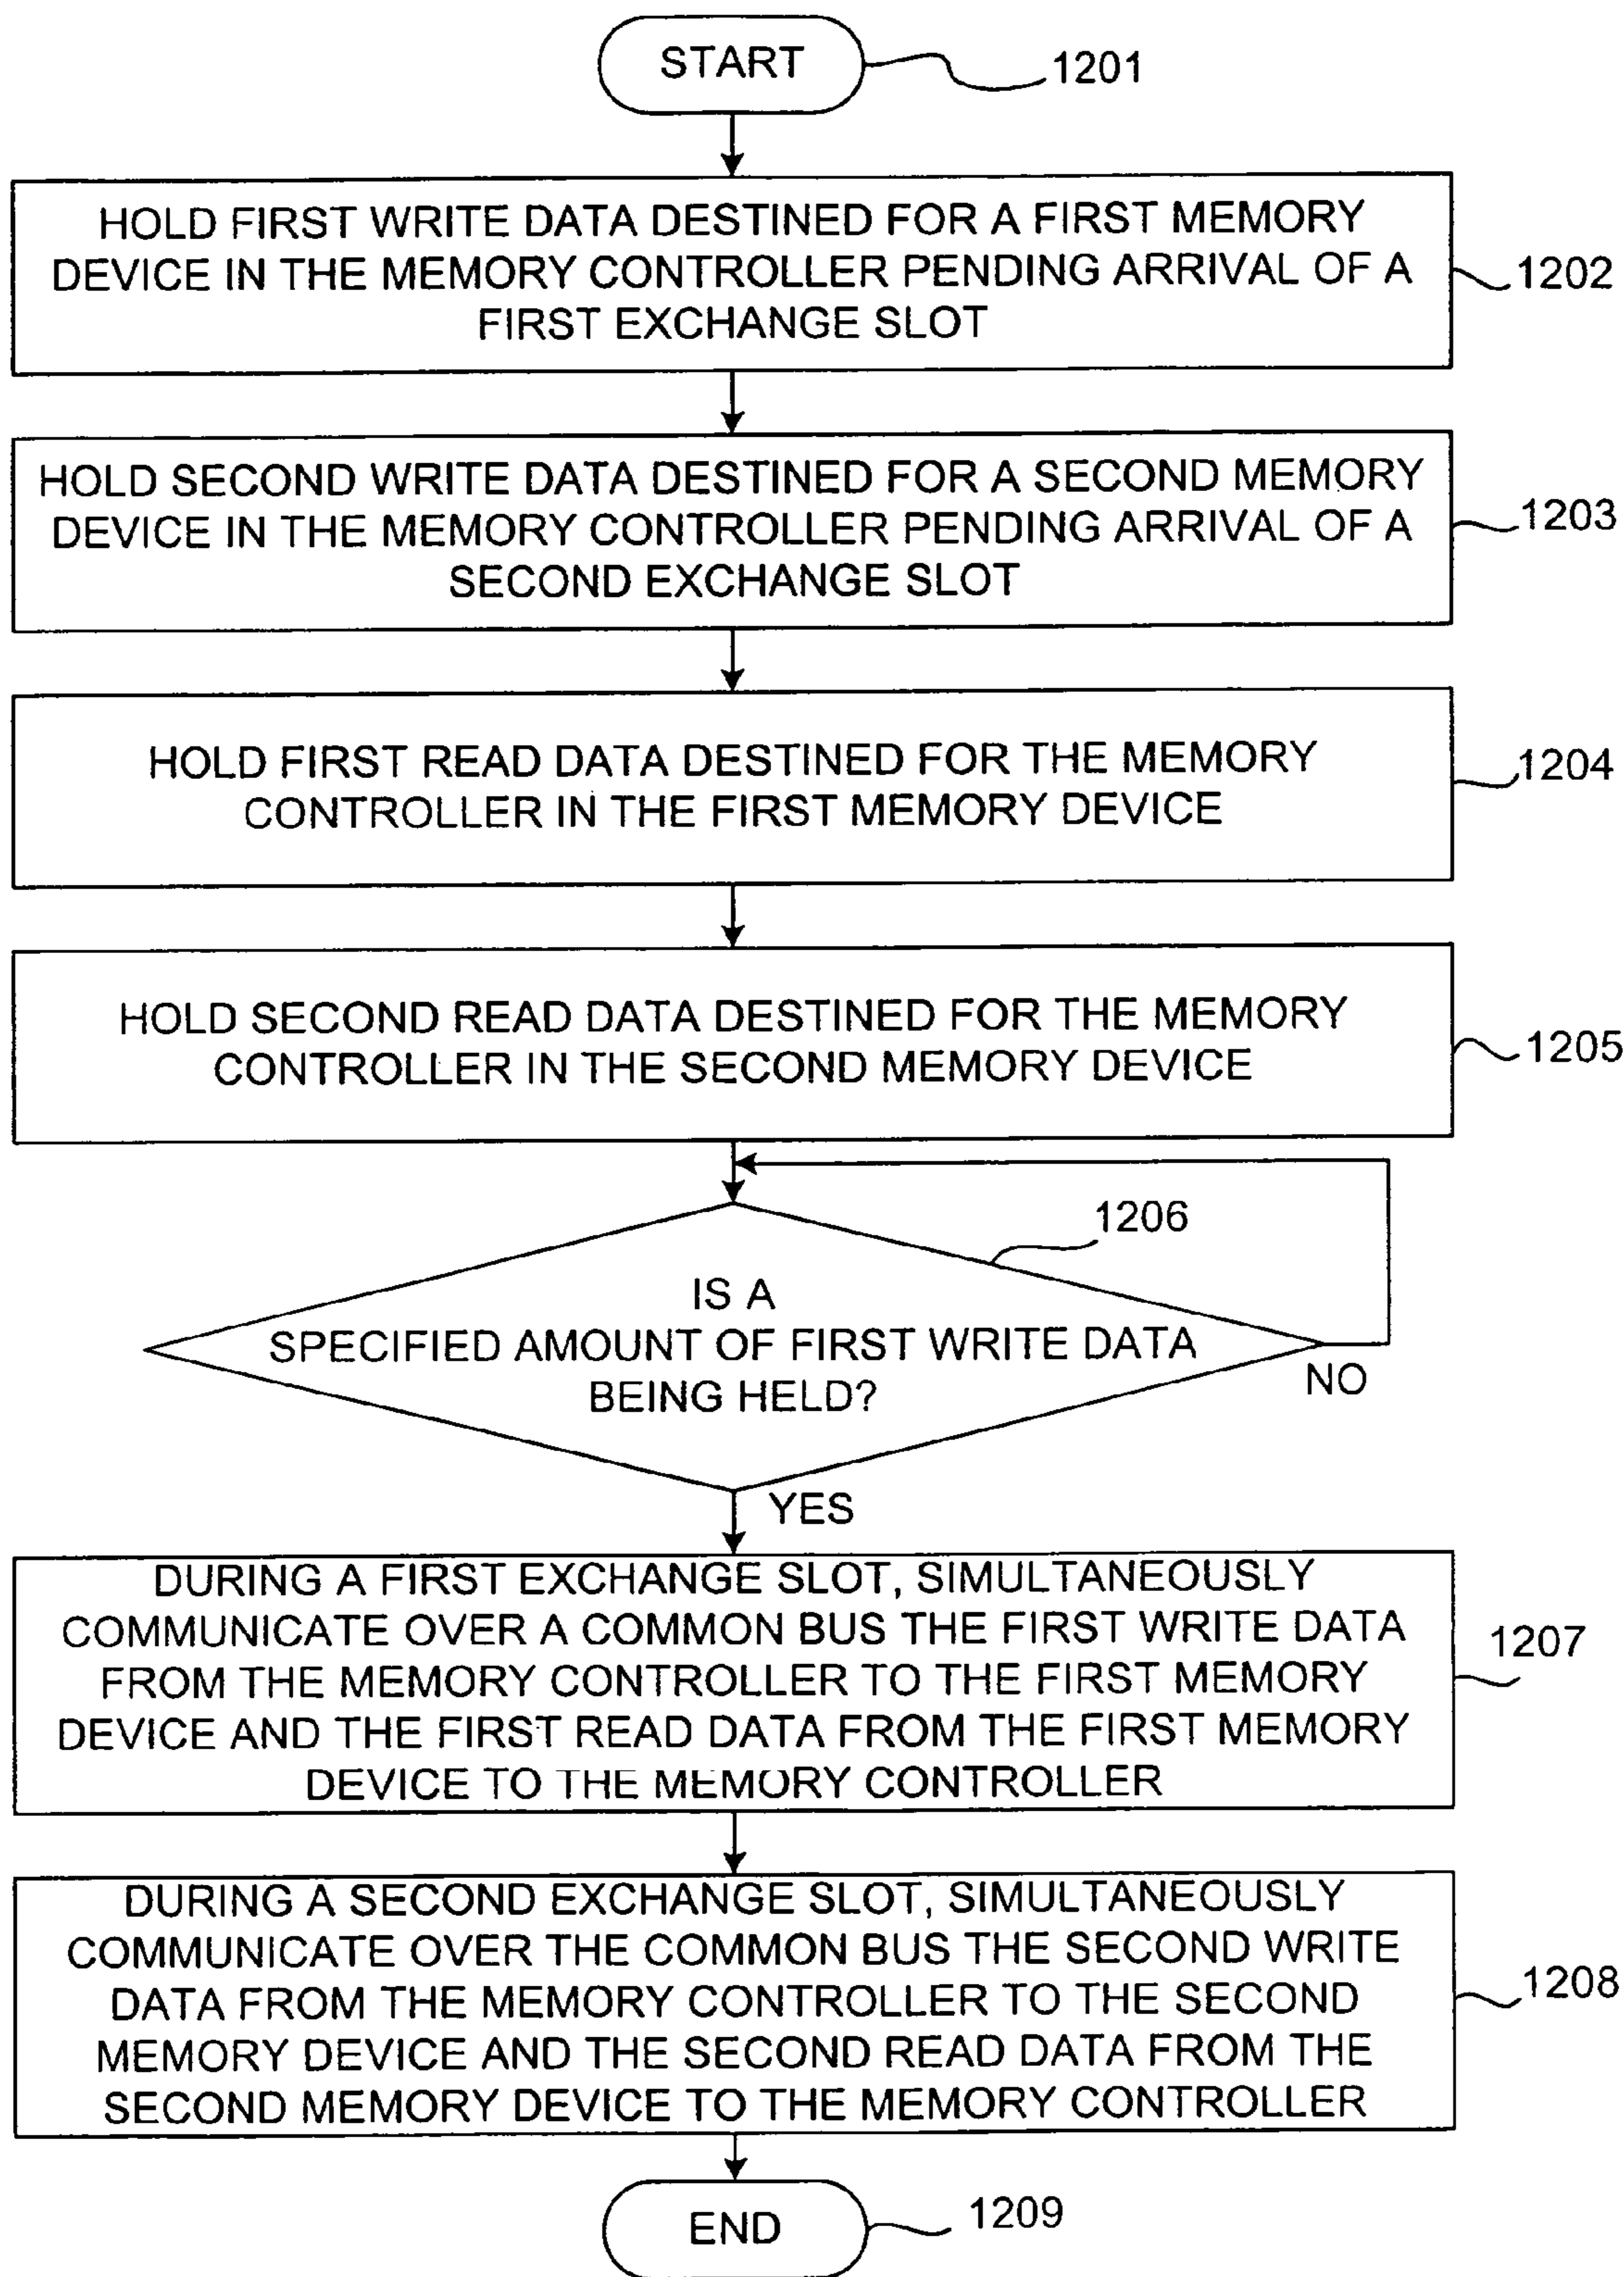 START
1201
HOLD FIRST WRITE DATA DESTINED FOR A FIRST MEMORY
DEVICE IN THE MEMORY CONTROLLER PENDING ARRIVAL OF A
FIRST EXCHANGE SLOT
1202
HOLD SECOND WRITE DATA DESTINED FOR A SECOND MEMORY
DEVICE IN THE MEMORY CONTROLLER PENDING ARRIVAL OF A
SECOND EXCHANGE SLOT
1203
HOLD FIRST READ DATA DESTINED FOR THE MEMORY
CONTROLLER IN THE FIRST MEMORY DEVICE
1204
HOLD SECOND READ DATA DESTINED FOR THE MEMORY
CONTROLLER IN THE SECOND MEMORY DEVICE
1205
1206
IS A
SPECIFIED AMOUNT OF FIRST WRITE DATA
BEING HELD?
NO
YES
DURING A FIRST EXCHANGE SLOT, SIMULTANEOUSLY
COMMUNICATE OVER A COMMON BUS THE FIRST WRITE DATA
FROM THE MEMORY CONTROLLER TO THE FIRST MEMORY
DEVICE AND THE FIRST READ DATA FROM THE FIRST MEMORY
DEVICE TO THE MEMORY CONTROLLER
1207
DURING A SECOND EXCHANGE SLOT, SIMULTANEOUSLY
COMMUNICATE OVER THE COMMON BUS THE SECOND WRITE
DATA FROM THE MEMORY CONTROLLER TO THE SECOND
MEMORY DEVICE AND THE SECOND READ DATA FROM THE
SECOND MEMORY DEVICE TO THE MEMORY CONTROLLER
1208
END
1209